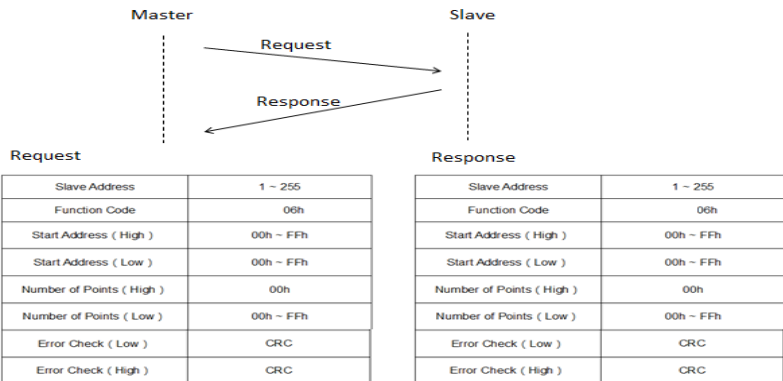 Master Slave
Request
Response
Request
Slave Address 1 ~ 255
Function Code 06h
Start Address ( High ) 00h ~ FFh
Start Address ( Low ) 00h ~ FFh
Number of Points ( High ) 00h
Number of Points ( Low ) 00h ~ FFh
Error Check ( Low ) CRC
Error Check ( High ) CRC
Response
Slave Address 1 ~ 255
Function Code 06h
Start Address ( High ) 00h ~ FFh
Start Address ( Low ) 00h ~ FFh
Number of Points ( High ) 00h
Number of Points ( Low ) 00h ~ FFh
Error Check ( Low ) CRC
Error Check ( High ) CRC